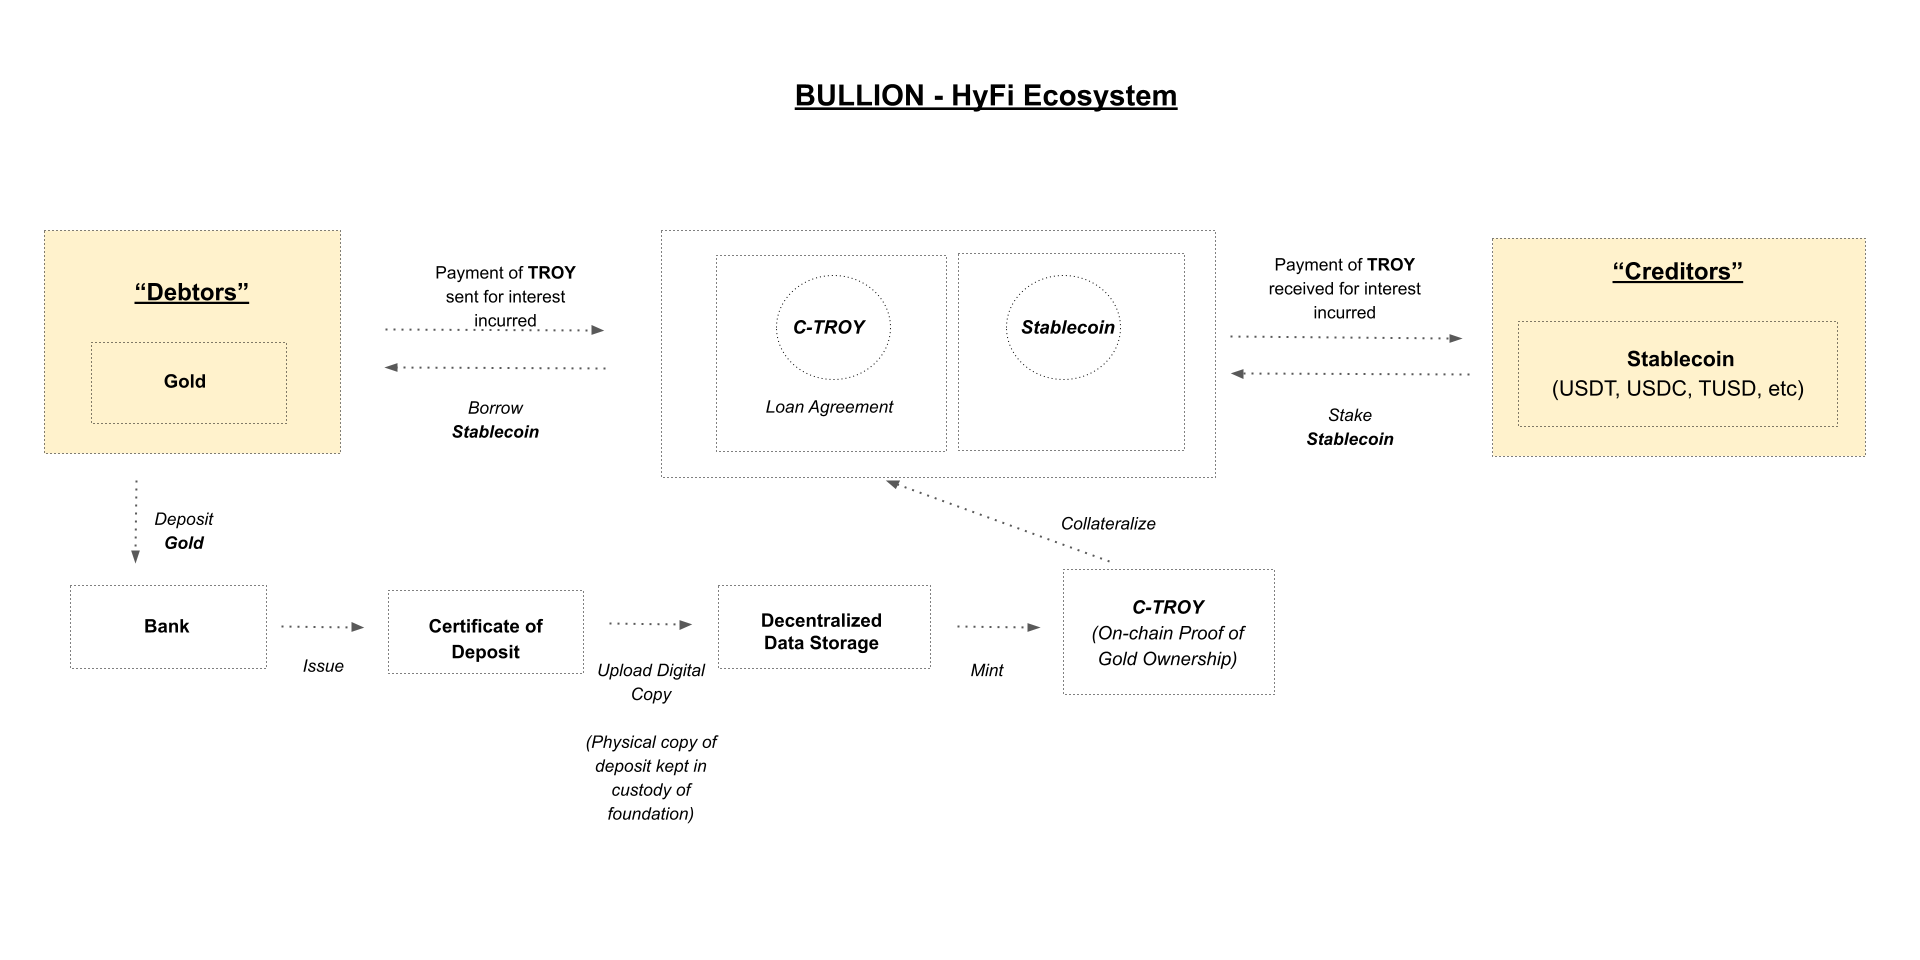 BULLION - HyFi Ecosystem
“Debtors”
Gold
Payment of TROY
sent for interest
incurred
Borrow
Stablecoin
C-TROY
Loan Agreement
Stablecoin
Payment of TROY
received for interest
incurred
Stake
Stablecoin
“Creditors”
Stablecoin
(USDT, USDC, TUSD, etc)
Deposit
Gold
Collateralize
Bank
Issue
Certificate of
Deposit
Upload Digital
Copy
(Physical copy of
deposit kept in
custody of
foundation)
Decentralized
Data Storage
Mint
C-TROY
(On-chain Proof of
Gold Ownership)